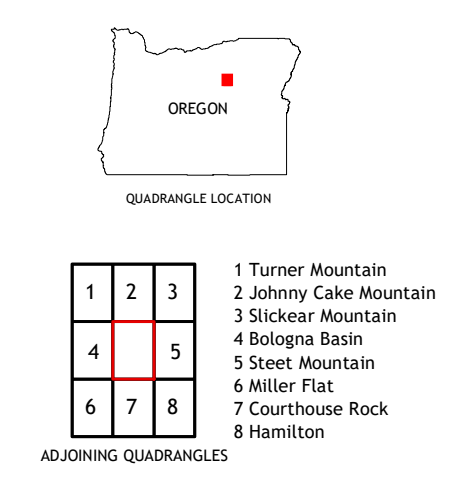 OREGON
QUADRANGLE LOCATION
1 2 3
4 5
6 7 8
ADJOINING QUADRANGLES
1 Turner Mountain
2 Johnny Cake Mountain
3 Slickear Mountain
4 Bologna Basin
5 Steet Mountain
6 Miller Flat
7 Courthouse Rock
8 Hamilton